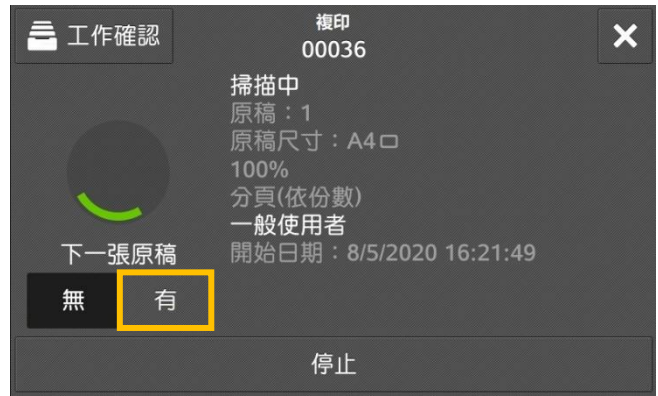 工作確認
複印
00036
掃描中
原稿：1
原稿尺寸：A4
100%
分頁(依份數)
一般使用者
開始日期：8/5/2020 16:21:49
下一張原稿
無
有
停止